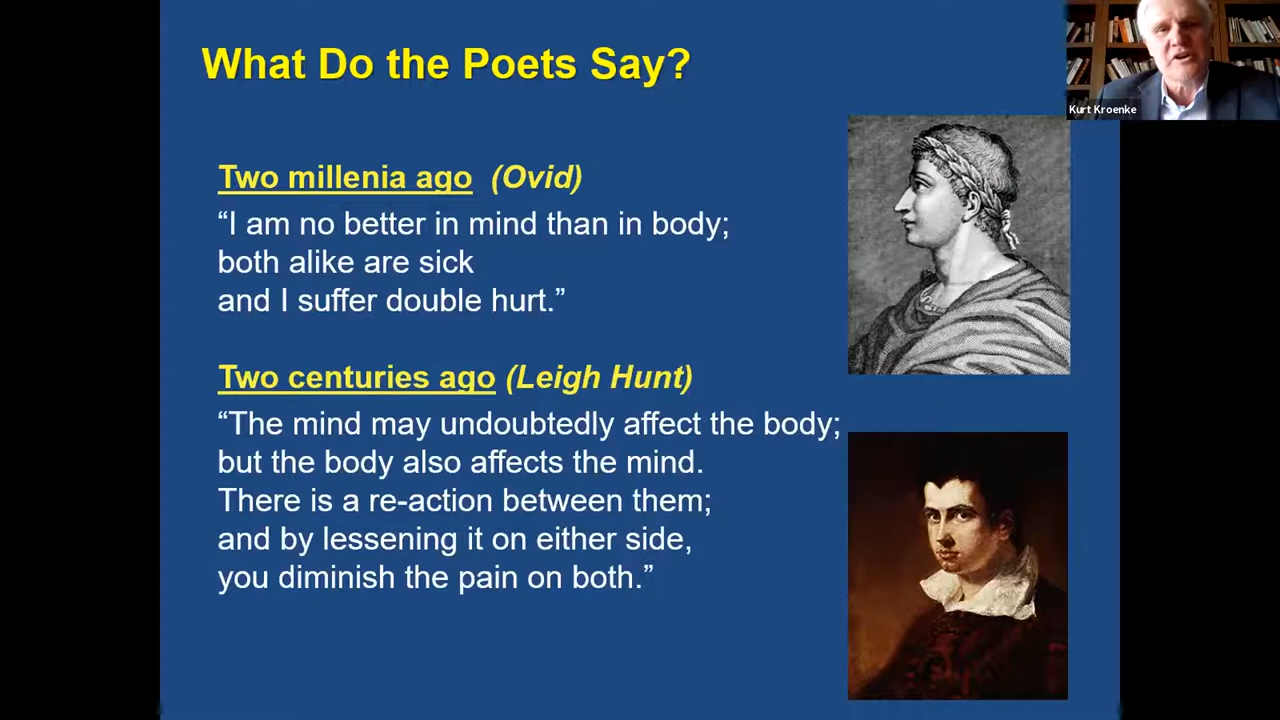 What Do the Poets Say?
Kurt Kroenke
Two millenia ago (Ovid)
“I am no better in mind than in body;
both alike are sick
and I suffer double hurt.”
Two centuries ago (Leigh Hunt)
“The mind may undoubtedly affect the body;
but the body also affects the mind.
There is a re-action between them;
and by lessening it on either side,
you diminish the pain on both.”